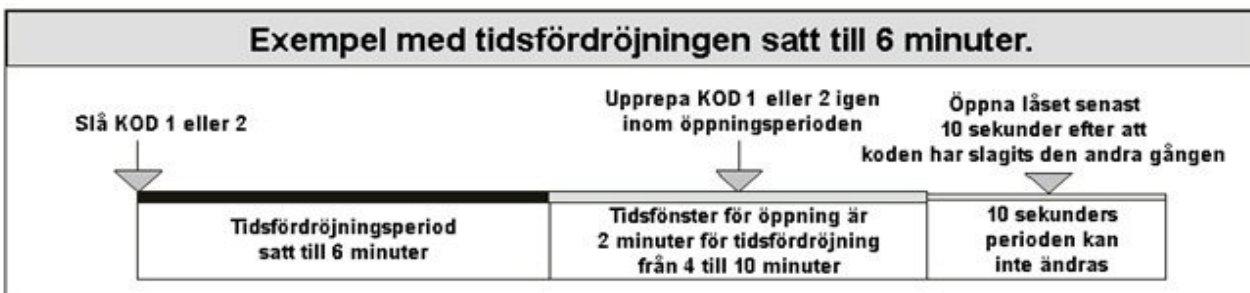 Exempel med tidsfördröjningen satt till 6 minuter.
Slå KOD 1 eller 2
Upprepa KOD 1 eller 2 igen
inom öppningsperioden
Öppna låset senast
10 sekunder efter att
koden har slagits den andra gången
Tidsfördröjningsperiod
satt till 6 minuter
Tidsfönster för öppning är
2 minuter för tidsfördröjning
från 4 till 10 minuter
10 sekunders
perioden kan
inte ändras